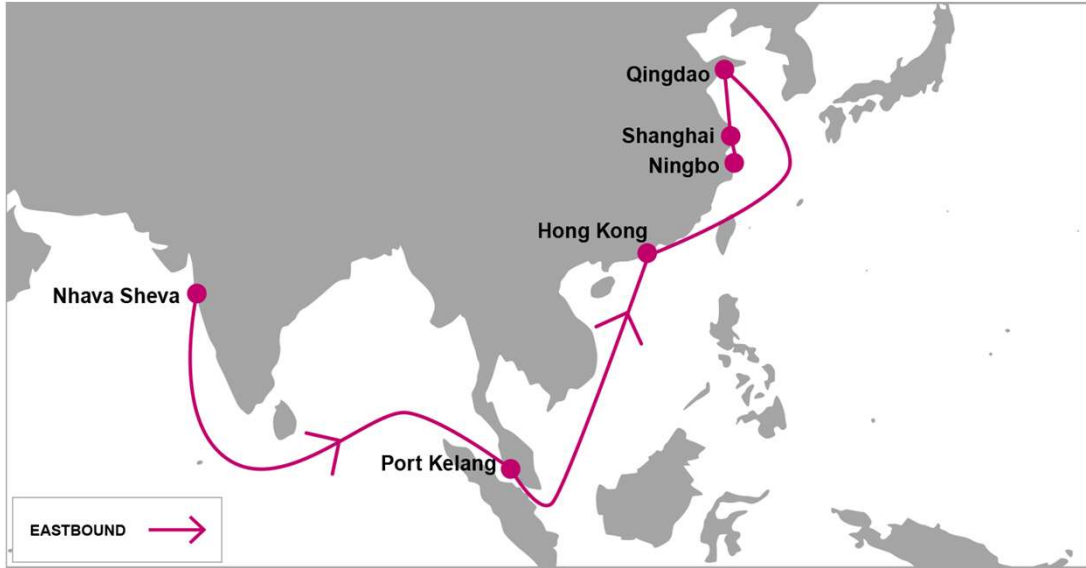 Qingdao
Shanghai
Ningbo
Hong Kong
Nhava Sheva
Port Kelang
EASTBOUND